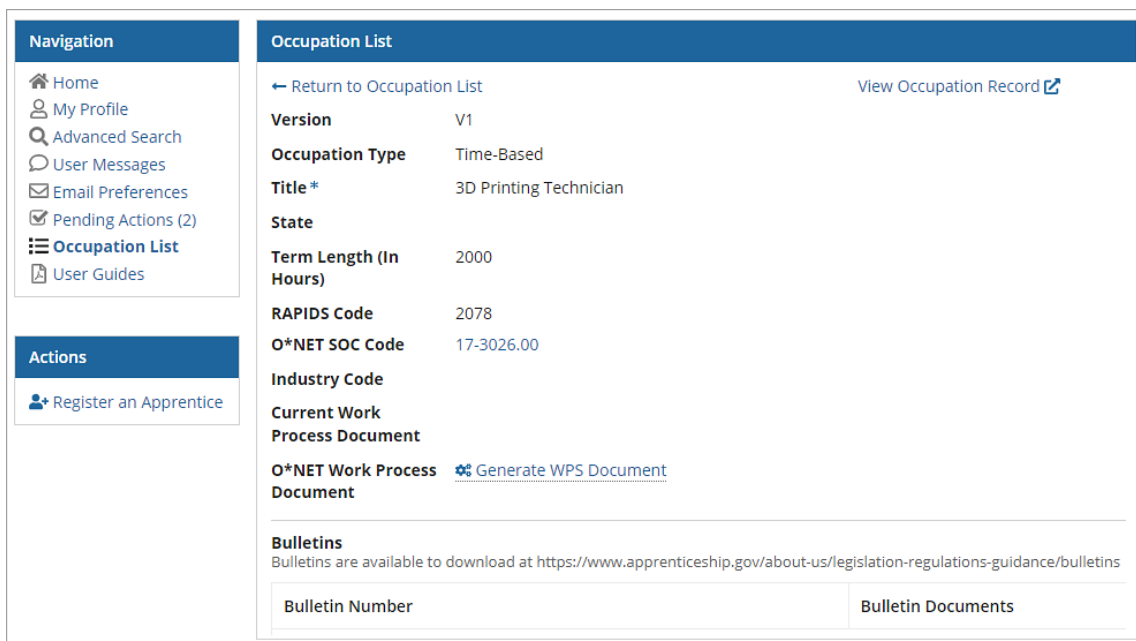 Navigation
Home
My Profile
Advanced Search
User Messages
Email Preferences
Pending Actions (2)
Occupation List
User Guides
Actions
Register an Apprentice
Occupation List
Return to Occupation List
View Occupation Record
Version V1
Occupation Type Time-Based
Title * 3D Printing Technician
State
Term Length (In 2000
Hours)
RAPIDS Code 2078
O*NET SOC Code 17-3026.00
Industry Code
Current Work
Process Document
O*NET Work Process Generate WPS Document
Document
Bulletins
Bulletins are available to download at https://www.apprenticeship.gov/about-us/legislation-regulations-guidance/bulletins
Bulletin Number Bulletin Documents